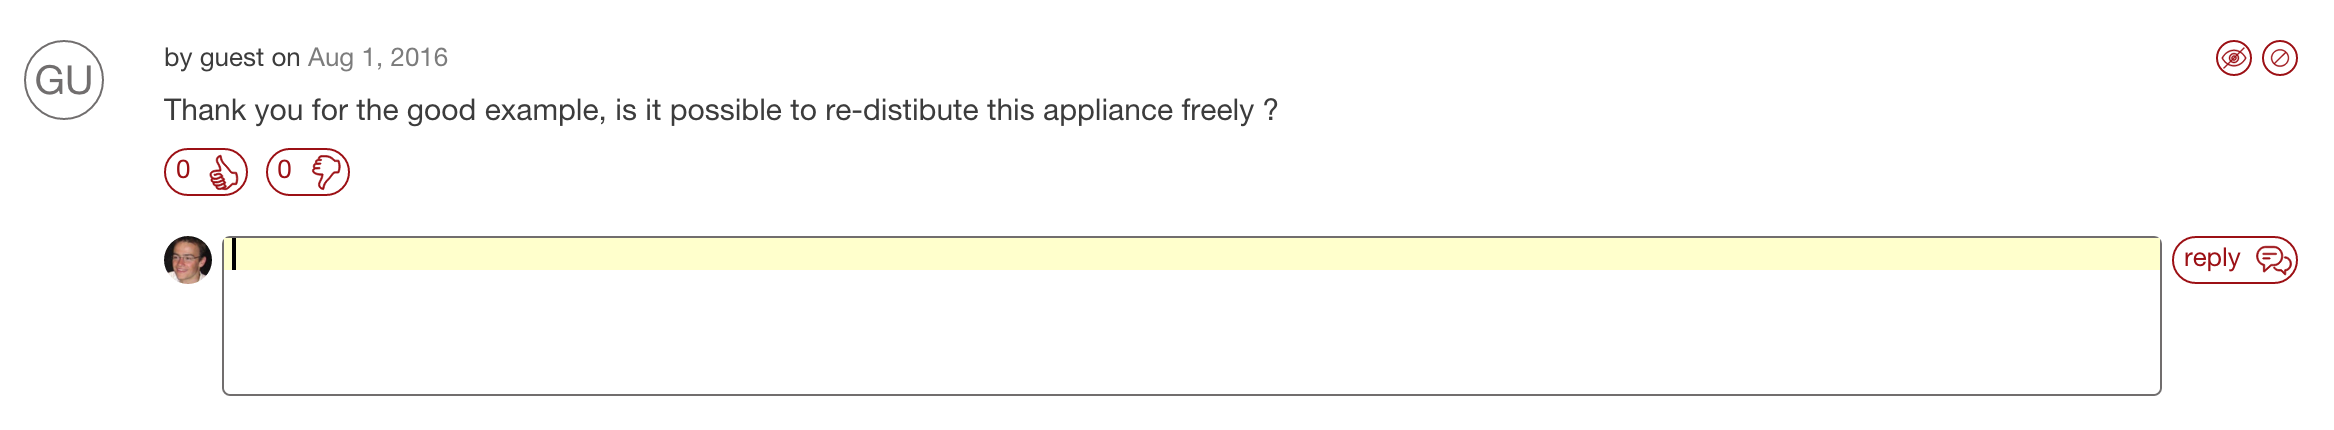 GU
by guest on Aug 1, 2016
Thank you for the good example, is it possible to re-distibute this appliance freely ?
0 0
reply